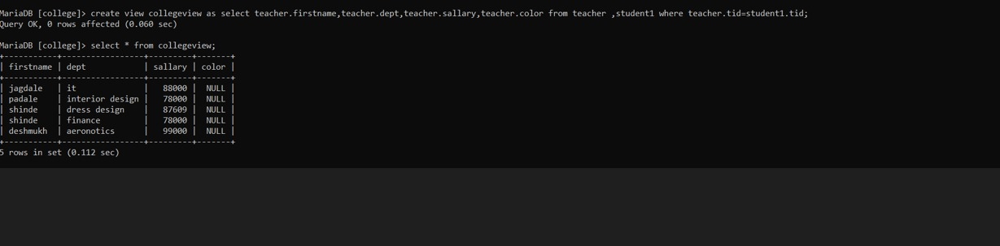 MariaDB [college]> create view collegeview as select teacher.firstname,teacher.dept,teacher.sallary,teacher.color from teacher ,student1 where teacher.tid=student1.tid;
Query OK, 0 rows affected (0.060 sec)
MariaDB [college]> select * from collegeview;
+-----------+-----------------+---------+-------+
| firstname | dept            | sallary | color |
+-----------+-----------------+---------+-------+
| jagdale   | it              |   88000 |  NULL |
| padale    | interior design |   78000 |  NULL |
| shinde    | dress design    |   87609 |  NULL |
| shinde    | finance         |   78000 |  NULL |
| deshmukh  | aeronotics      |   99000 |  NULL |
+-----------+-----------------+---------+-------+
5 rows in set (0.112 sec)